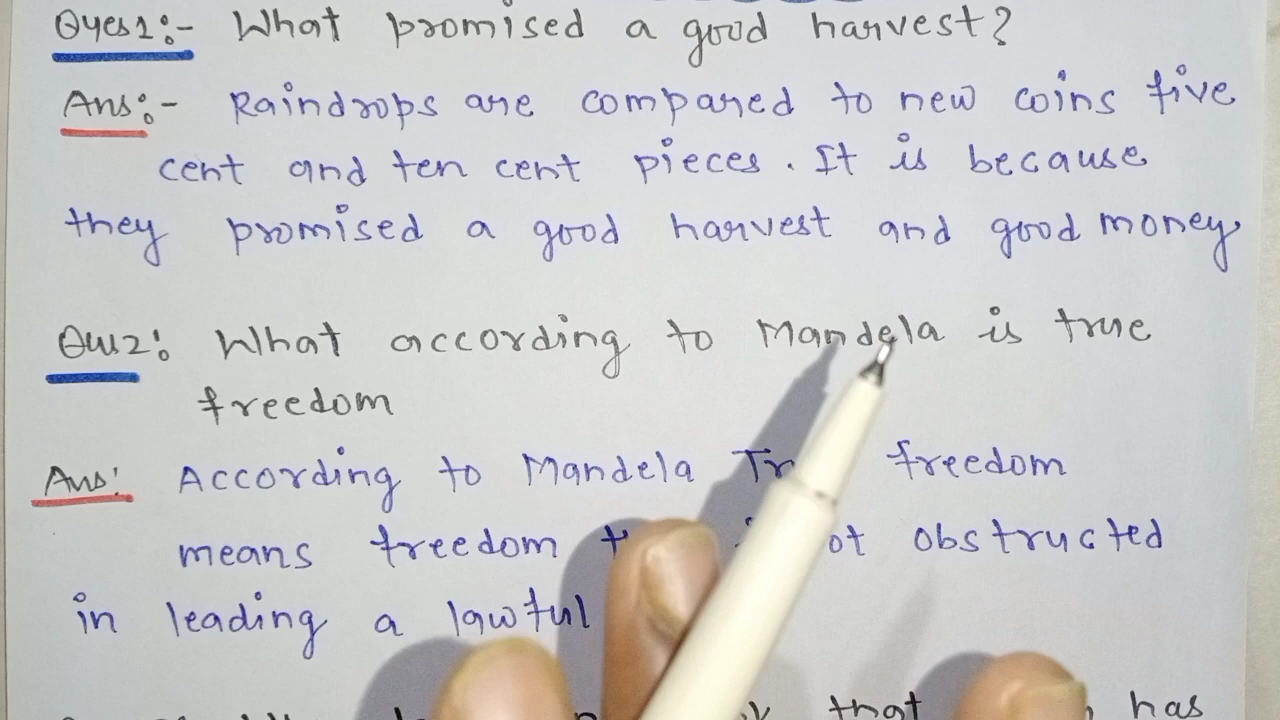 Ques1:- What promised a good harvest?
Ans:- Raindrops are compared to new coins five
cent and ten cent pieces. It is because
they promised a good harvest and good money
Ques2: What according to Mandela is true
freedom
Ans: According to Mandela freedom
means freedom obstructed
in leading a lawful
that has